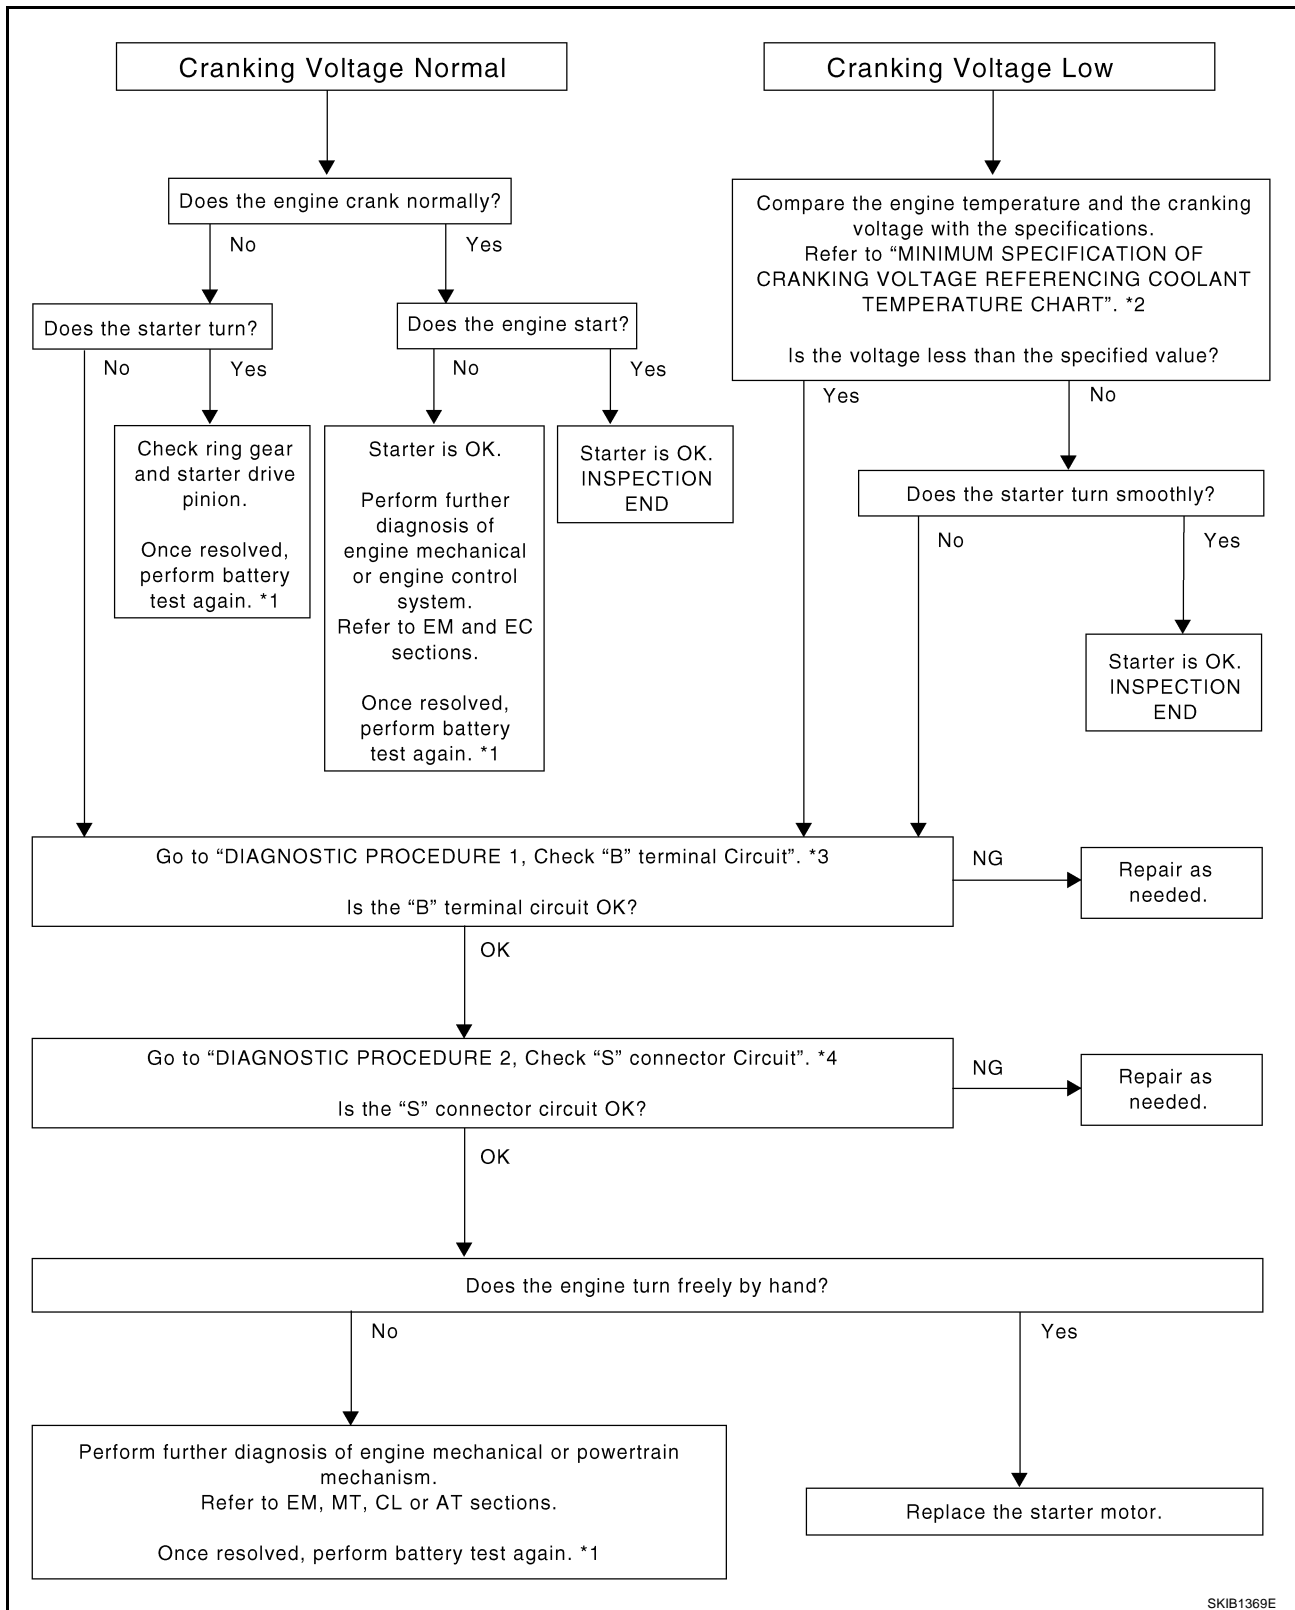 Cranking Voltage Normal
Cranking Voltage Low
Does the engine crank normally?
No
Yes
Does the starter turn?
No
Yes
Does the engine start?
No
Yes
Check ring gear
and starter drive
pinion.
Once resolved,
perform battery
test again. *1
Starter is OK.
Perform further
diagnosis of
engine mechanical
or engine control
system.
Refer to EM and EC
sections.
Once resolved,
perform battery
test again. *1
Starter is OK.
INSPECTION
END
Compare the engine temperature and the cranking
voltage with the specifications.
Refer to “MINIMUM SPECIFICATION OF
CRANKING VOLTAGE REFERENCING COOLANT
TEMPERATURE CHART”. *2
Is the voltage less than the specified value?
Yes
No
Does the starter turn smoothly?
No
Yes
Starter is OK.
INSPECTION
END
Go to “DIAGNOSTIC PROCEDURE 1, Check “B” terminal Circuit”. *3
Is the “B” terminal circuit OK?
NG
Repair as
needed.
OK
Go to “DIAGNOSTIC PROCEDURE 2, Check “S” connector Circuit”. *4
Is the “S” connector circuit OK?
NG
Repair as
needed.
OK
Does the engine turn freely by hand?
No
Yes
Perform further diagnosis of engine mechanical or powertrain
mechanism.
Refer to EM, MT, CL or AT sections.
Once resolved, perform battery test again. *1
Replace the starter motor.
SKIB1369E